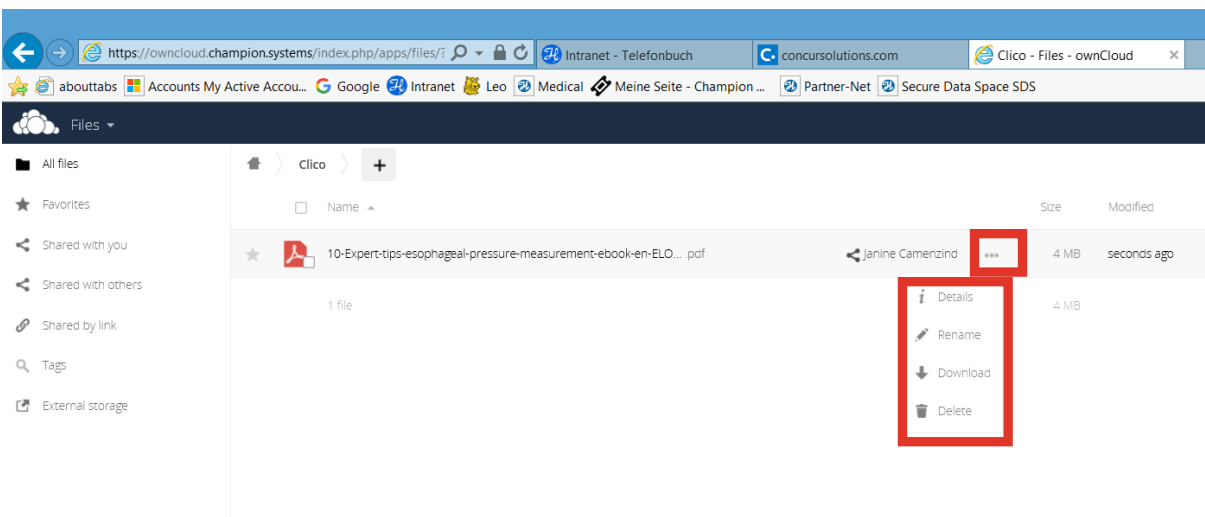 https://owncloud.champion.systems/index.php/apps/files/? Intranet - Telefonbuch concursolutions.com Clico - Files - ownCloud
abouttabs Accounts My Active Accou... Google Intranet Leo Medical Meine Seite - Champion ... Partner-Net Secure Data Space SDS
Files
All files
Clico +
Favorites
Name Size Modified
Shared with you
10-Expert-tips-esophageal-pressure-measurement-ebook-en-ELO... .pdf Janine Camenzind ... 4 MB seconds ago
Shared with others
Details
1 file 4 MB
Shared by link
Rename
Tags
Download
External storage
Delete